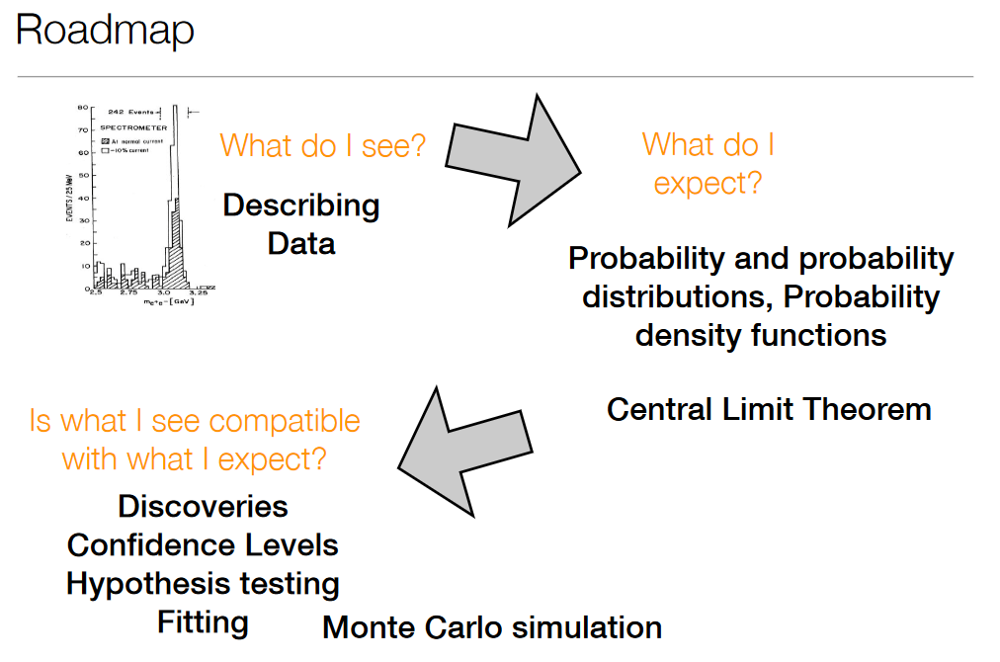 Roadmap
80
70
60
50
40
30
20
10
0
242 Events
SPECTROMETER
At normal current
-10% current
EVENTS / 25 MeV
2.5 2.75 3.0 3.25
me+e- [GeV]
What do I see?
Describing
Data
What do I
expect?
Probability and probability
distributions, Probability
density functions
Central Limit Theorem
Is what I see compatible
with what I expect?
Discoveries
Confidence Levels
Hypothesis testing
Fitting
Monte Carlo simulation